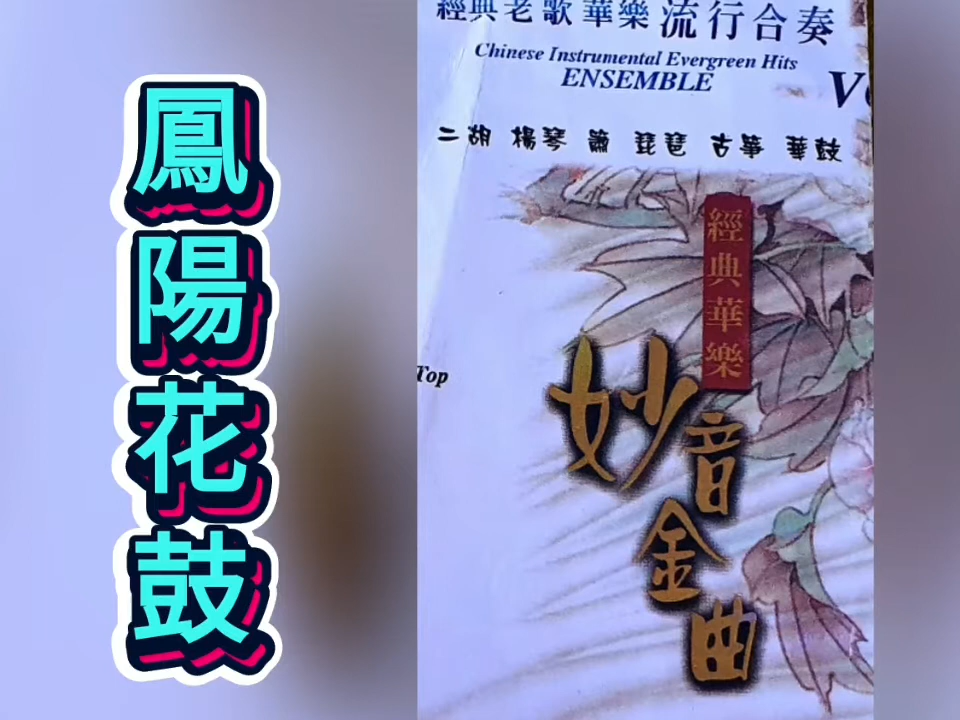 鳳陽花鼓
經典老歌華樂流行合奏
Chinese Instrumental Evergreen Hits
ENSEMBLE
二胡 楊琴 簫 琵琶 古箏 華鼓
經典華樂
Top
妙音金曲